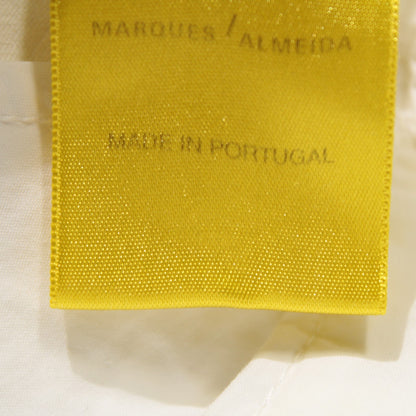 MARQUES / ALMEIDA
MADE IN PORTUGAL